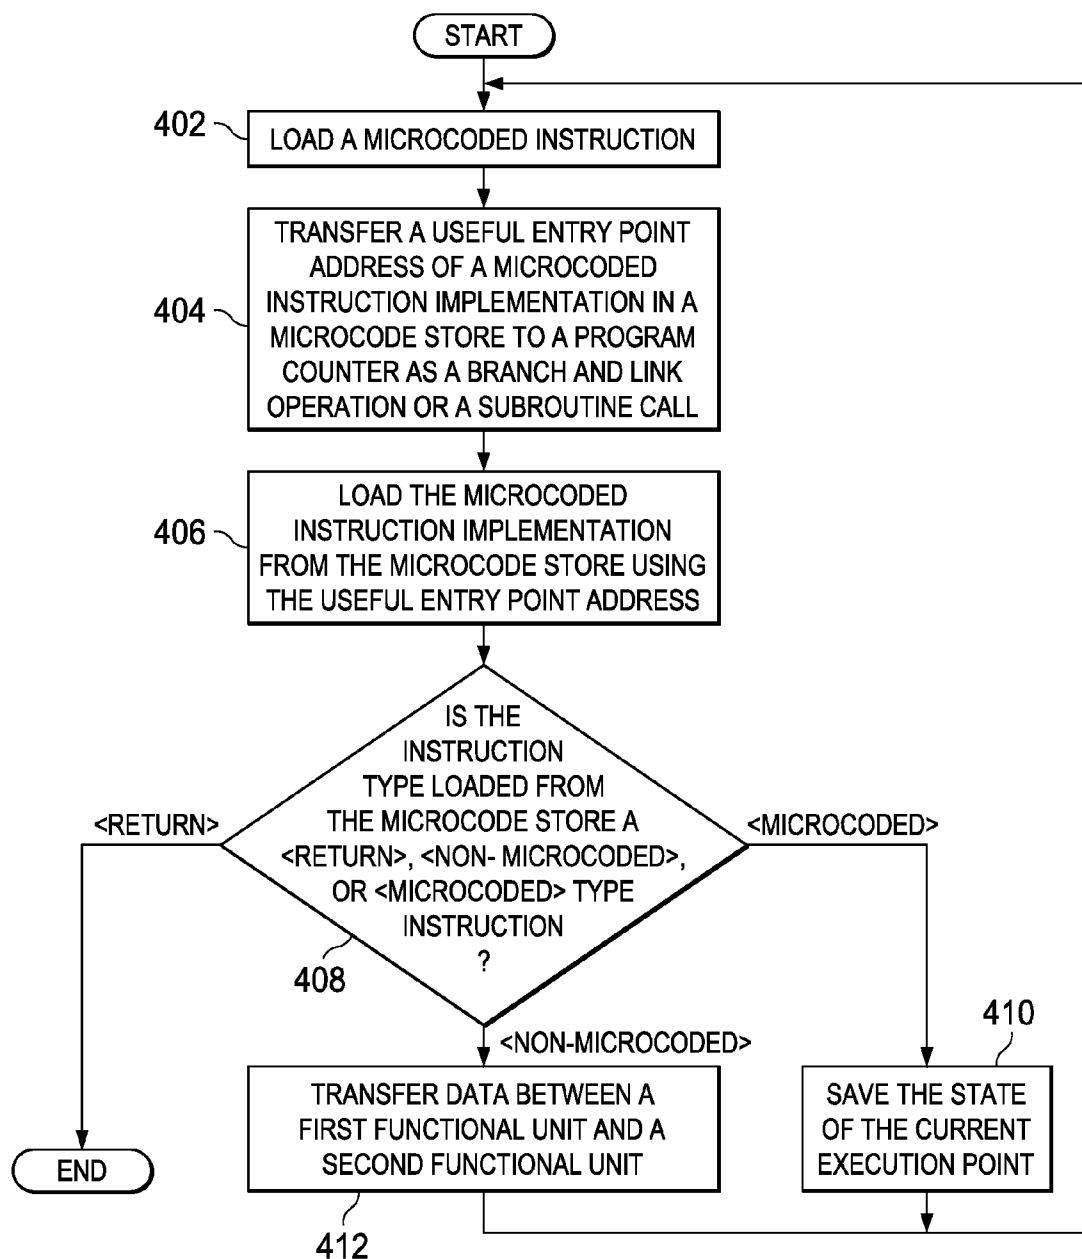 START
402
LOAD A MICROCODED INSTRUCTION
404
TRANSFER A USEFUL ENTRY POINT
ADDRESS OF A MICROCODED
INSTRUCTION IMPLEMENTATION IN A
MICROCODE STORE TO A PROGRAM
COUNTER AS A BRANCH AND LINK
OPERATION OR A SUBROUTINE CALL
406
LOAD THE MICROCODED
INSTRUCTION IMPLEMENTATION
FROM THE MICROCODE STORE USING
THE USEFUL ENTRY POINT ADDRESS
IS THE
INSTRUCTION
TYPE LOADED FROM
THE MICROCODE STORE A
<RETURN>, <NON- MICROCODED>,
OR <MICROCODED> TYPE
INSTRUCTION
?
408
<RETURN>
<MICROCODED>
<NON-MICROCODED>
410
TRANSFER DATA BETWEEN A
FIRST FUNCTIONAL UNIT AND A
SECOND FUNCTIONAL UNIT
412
SAVE THE STATE
OF THE CURRENT
EXECUTION POINT
END